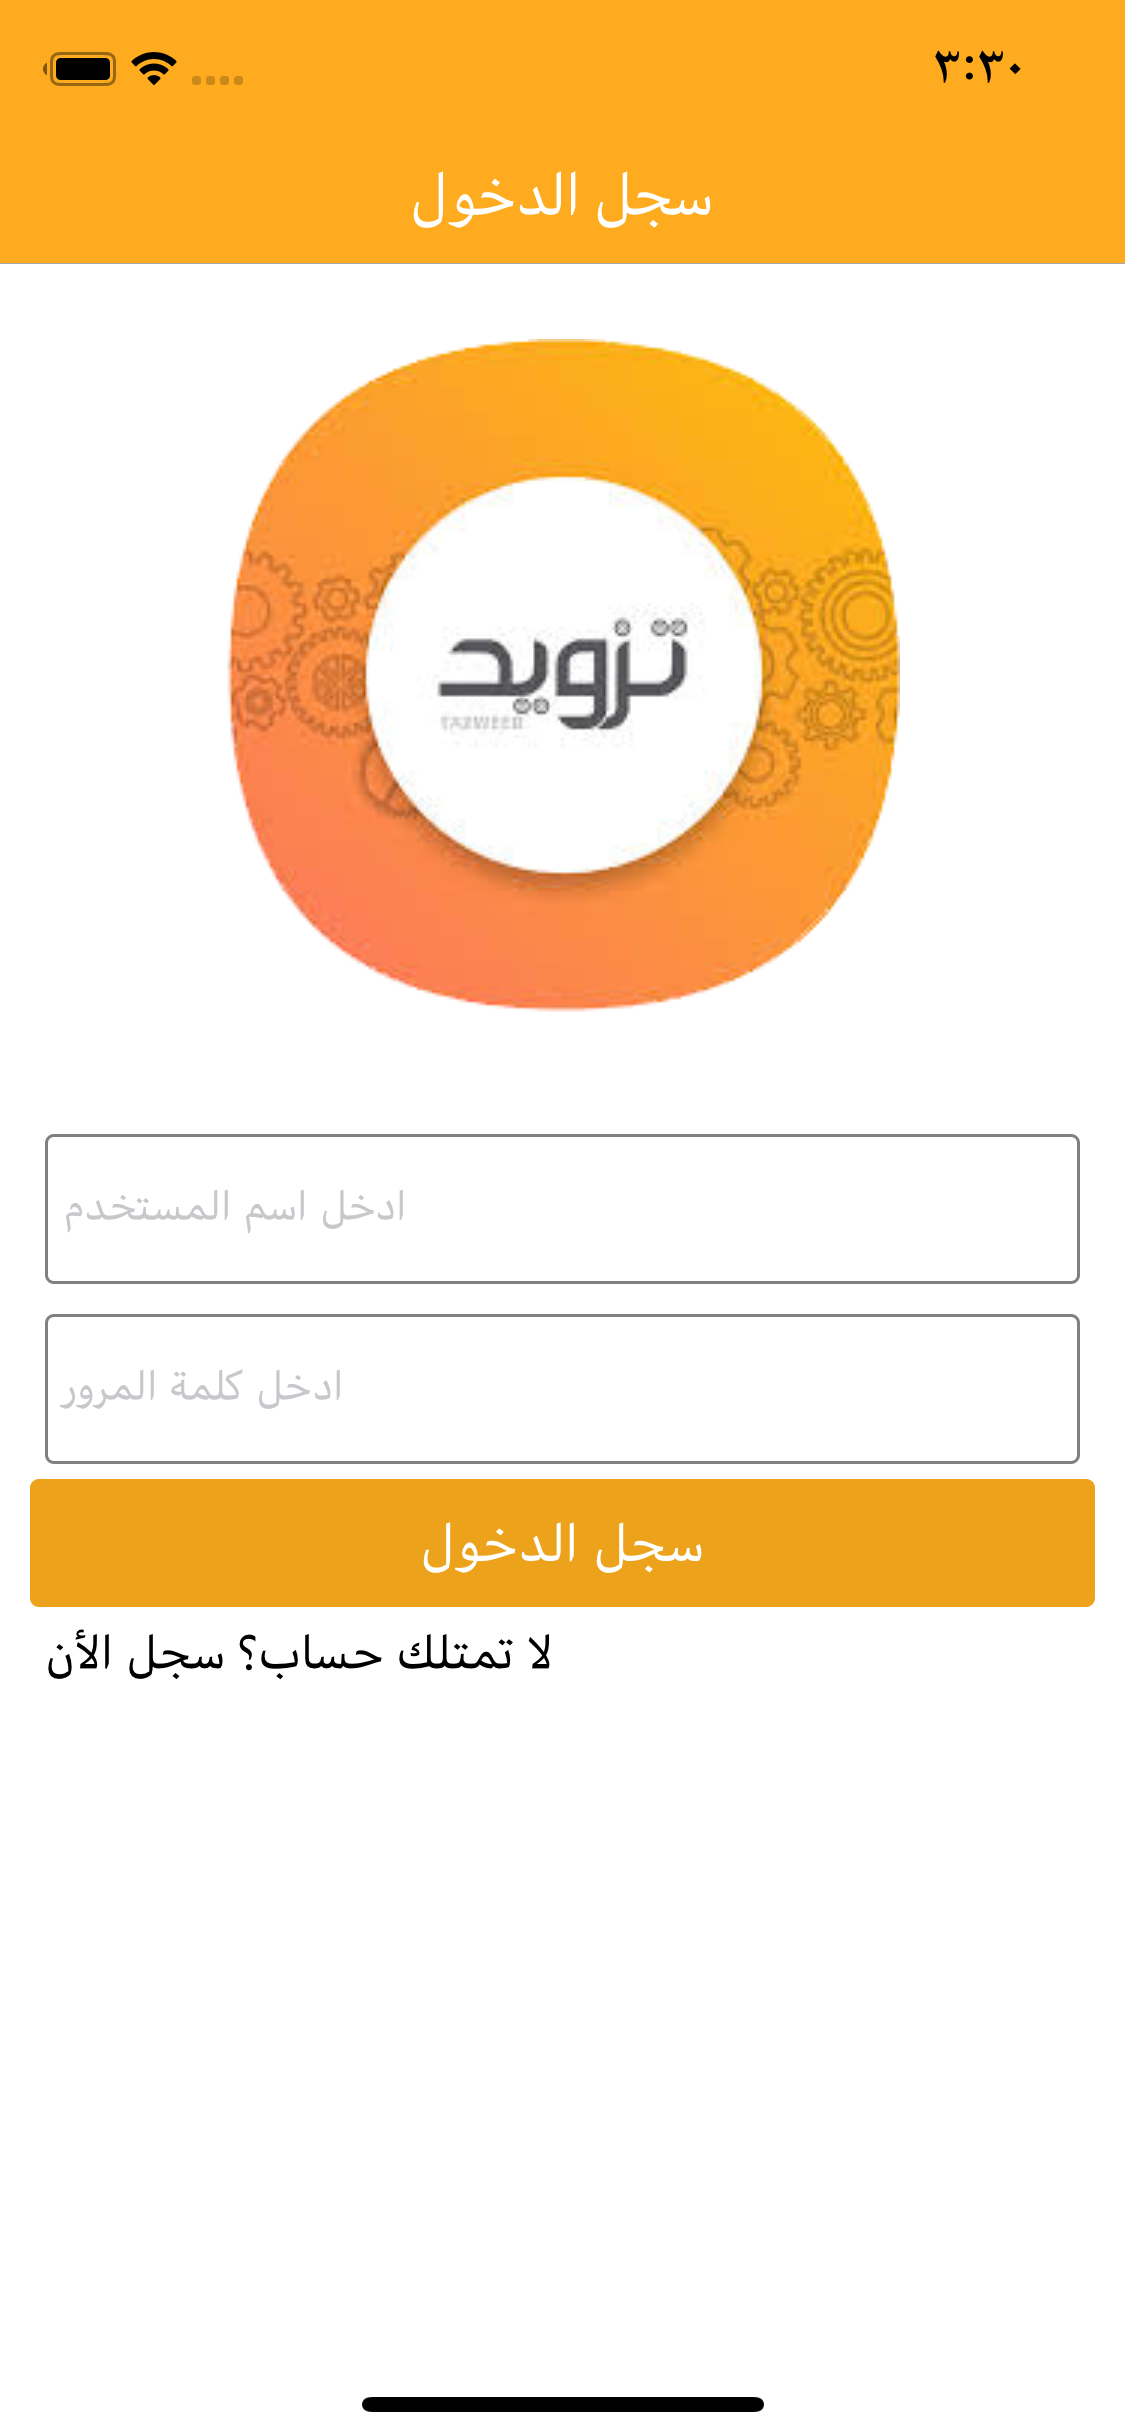 ٣:٣٠
سجل الدخول
تزويد
TAZWEED
ادخل اسم المستخدم
ادخل كلمة المرور
سجل الدخول
لا تمتلك حساب؟ سجل الأن